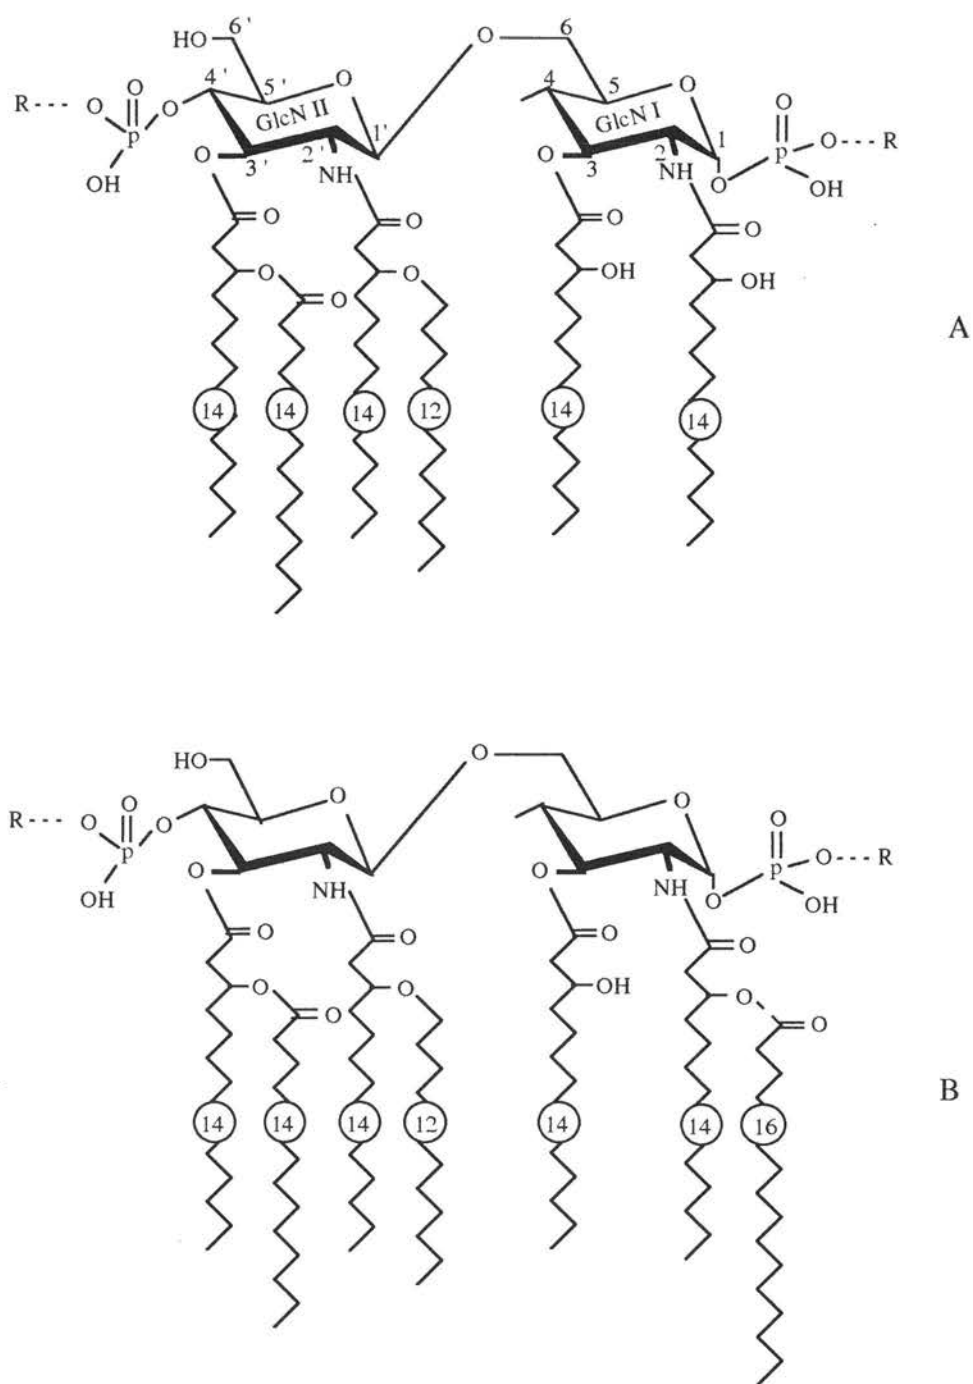 6' 6
HO O
4' 5' O 4 5 O
R O O O GlcN II GlcN I O
P 1' 1 P O R
OH O 3' 2' NH O 3 2 NH O OH
O O O O
O O OH OH
O
A
14 14 14 12 14 14
HO O
O O
R O O O O
P P O R
OH O NH O NH O OH
O O O O
O O OH O
O O
B
14 14 14 12 14 14 16